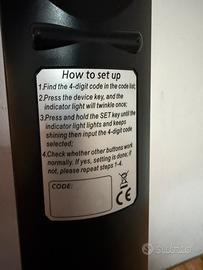 How to set up
1.Find the 4-digit code in the code list;
2.Press the device key, and the
indicator light will twinkle once;
3.Press and hold the SET key until the
indicator light lights and keeps
shining then input the 4-digit code
selected;
4.Check whether other buttons work
normally. If yes, setting is done; if
not, please repeat steps 1-4.
CODE:
CE
subito